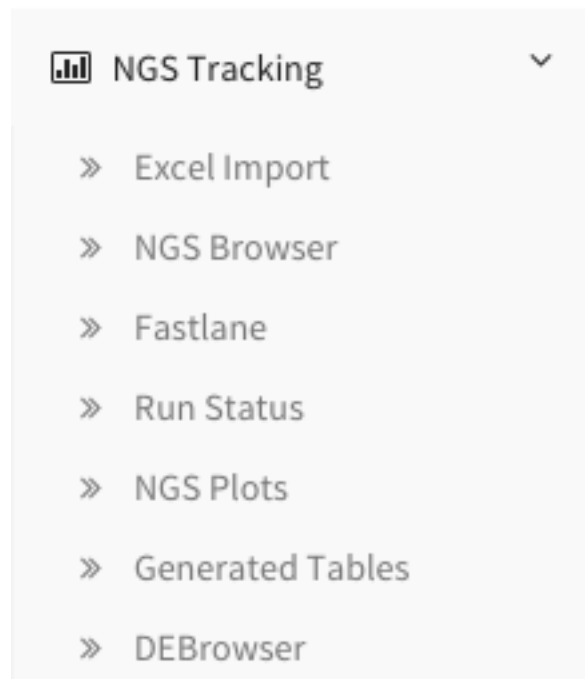 NGS Tracking
Excel Import
NGS Browser
Fastlane
Run Status
NGS Plots
Generated Tables
DEBrowser